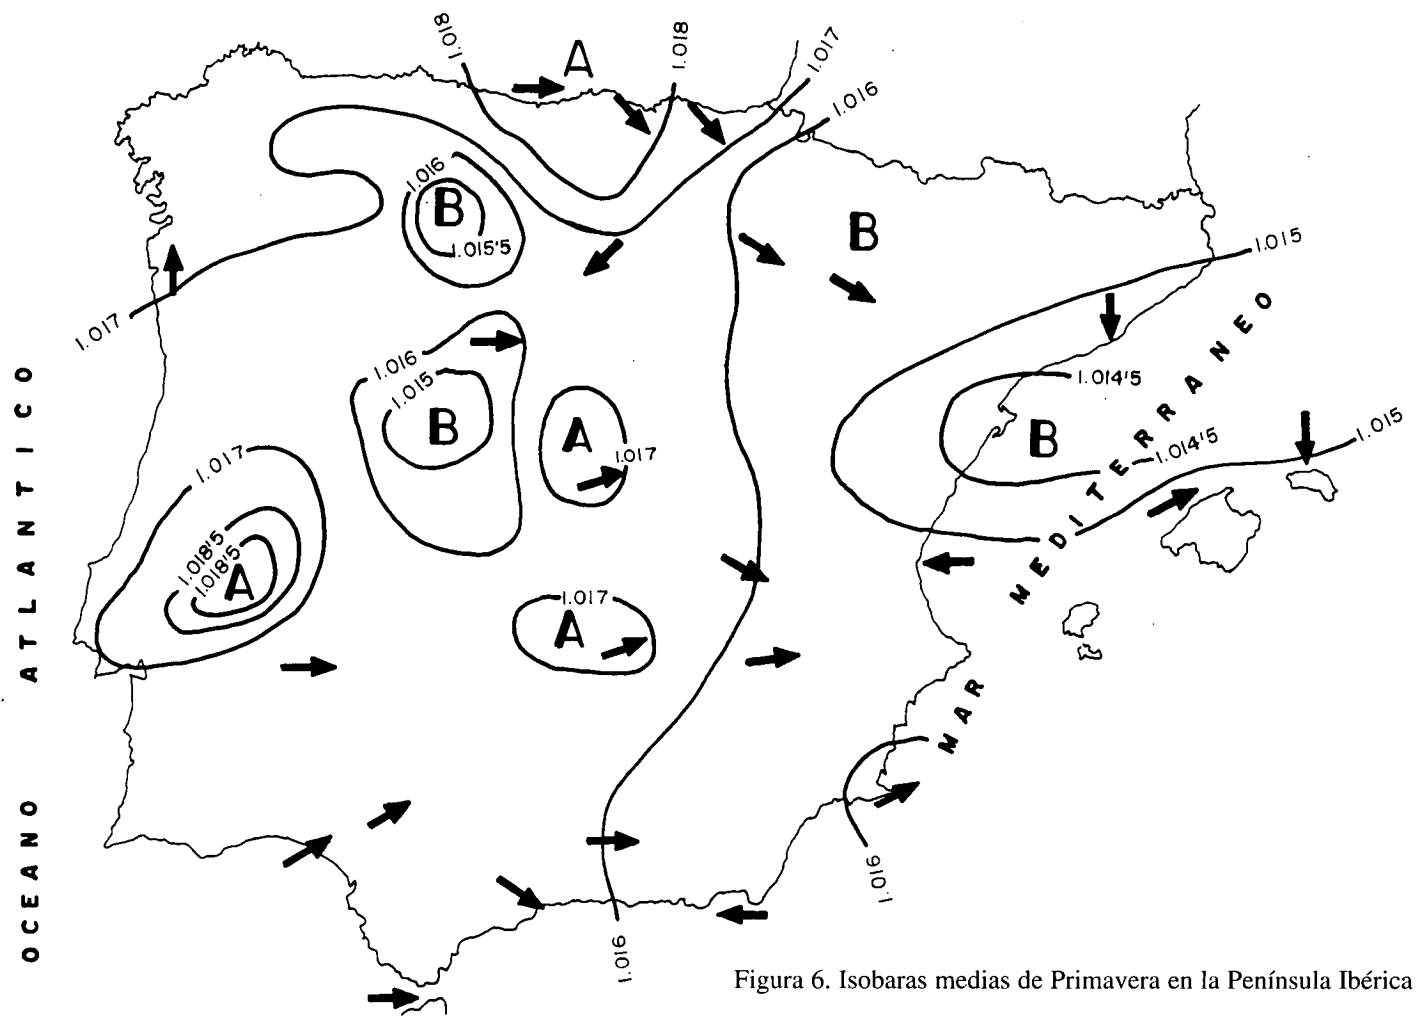 1.018
A
1.018
1.017
1.016
1.016
B
1.015'5
B
1.015
1.017
1.016
1.015
B
A
1.017
1.014'5
B
1.014'5
1.015
1.017
1.018'5
1.018'5
A
1.017
A
1.016
1.016
OCEANO ATLANTICO
MAR MEDITERRANEO
Figura 6. Isobaras medias de Primavera en la Península Ibérica